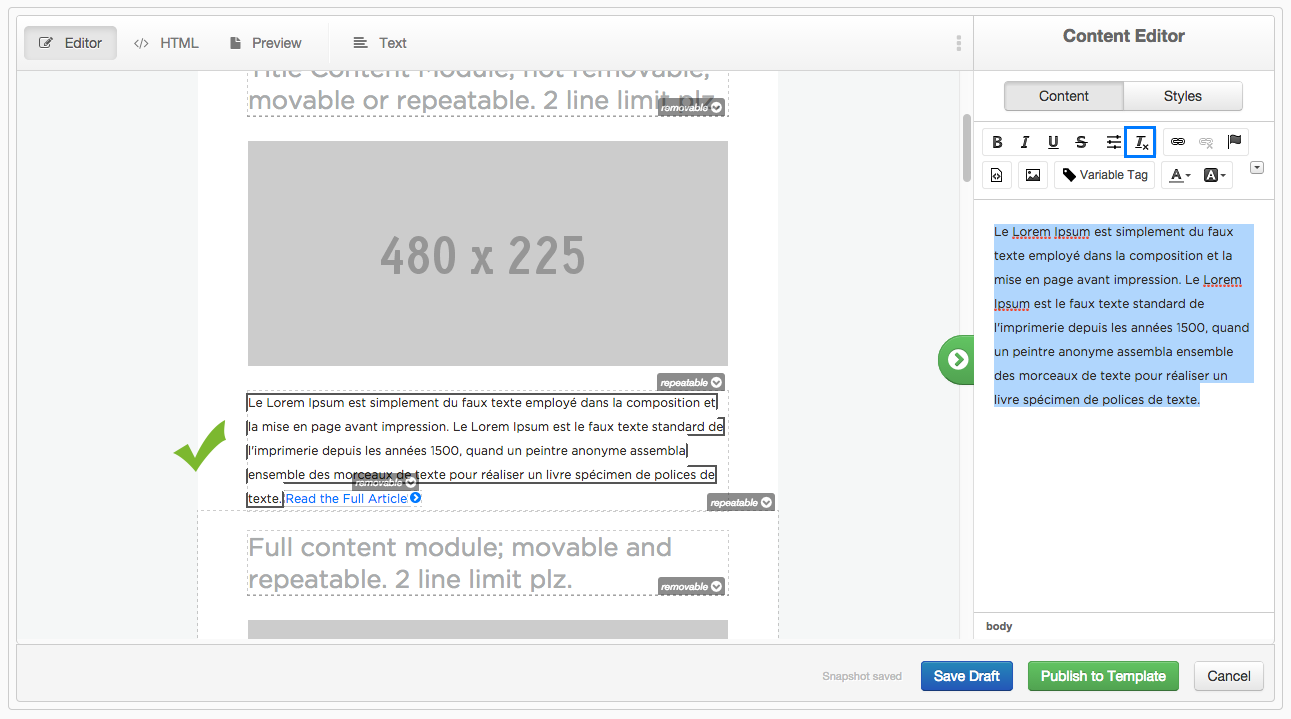 Editor
</> HTML
Preview
Text
Content Editor
Title Content Module; not removable,
movable or repeatable. 2 line limit plz.
removable
480 x 225
repeatable
Le Lorem Ipsum est simplement du faux texte employé dans la composition et
la mise en page avant impression. Le Lorem Ipsum est le faux texte standard de
l'imprimerie depuis les années 1500, quand un peintre anonyme assembla
ensemble des morceaux de texte pour réaliser un livre spécimen de polices de
removable
texte. Read the Full Article
repeatable
Full content module; movable and
repeatable. 2 line limit plz.
removable
Content
Styles
B I U S Tx
Variable Tag A A
Le Lorem Ipsum est simplement du faux
texte employé dans la composition et la
mise en page avant impression. Le Lorem
Ipsum est le faux texte standard de
l'imprimerie depuis les années 1500, quand
un peintre anonyme assembla ensemble
des morceaux de texte pour réaliser un
livre spécimen de polices de texte.
body
Snapshot saved
Save Draft
Publish to Template
Cancel